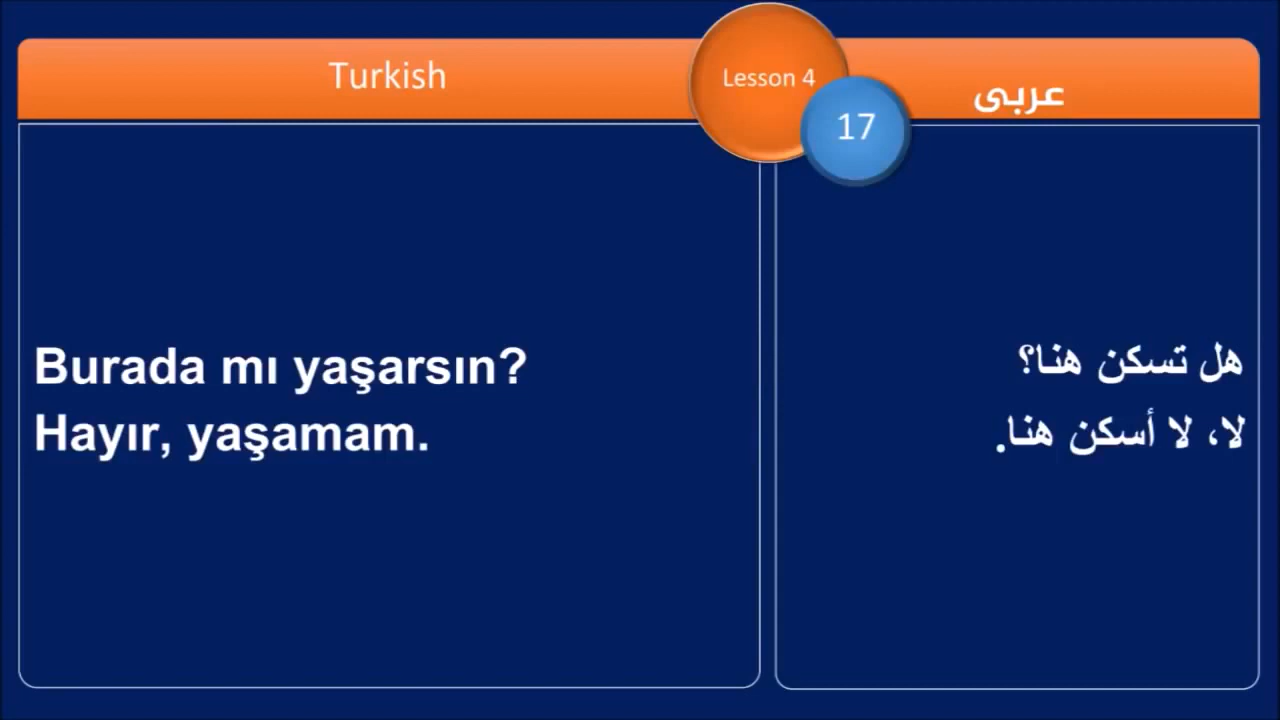 Turkish
Lesson 4
17
عربى
Burada mı yaşarsın?
Hayır, yaşamam.
هل تسكن هنا؟
لا، لا أسكن هنا.